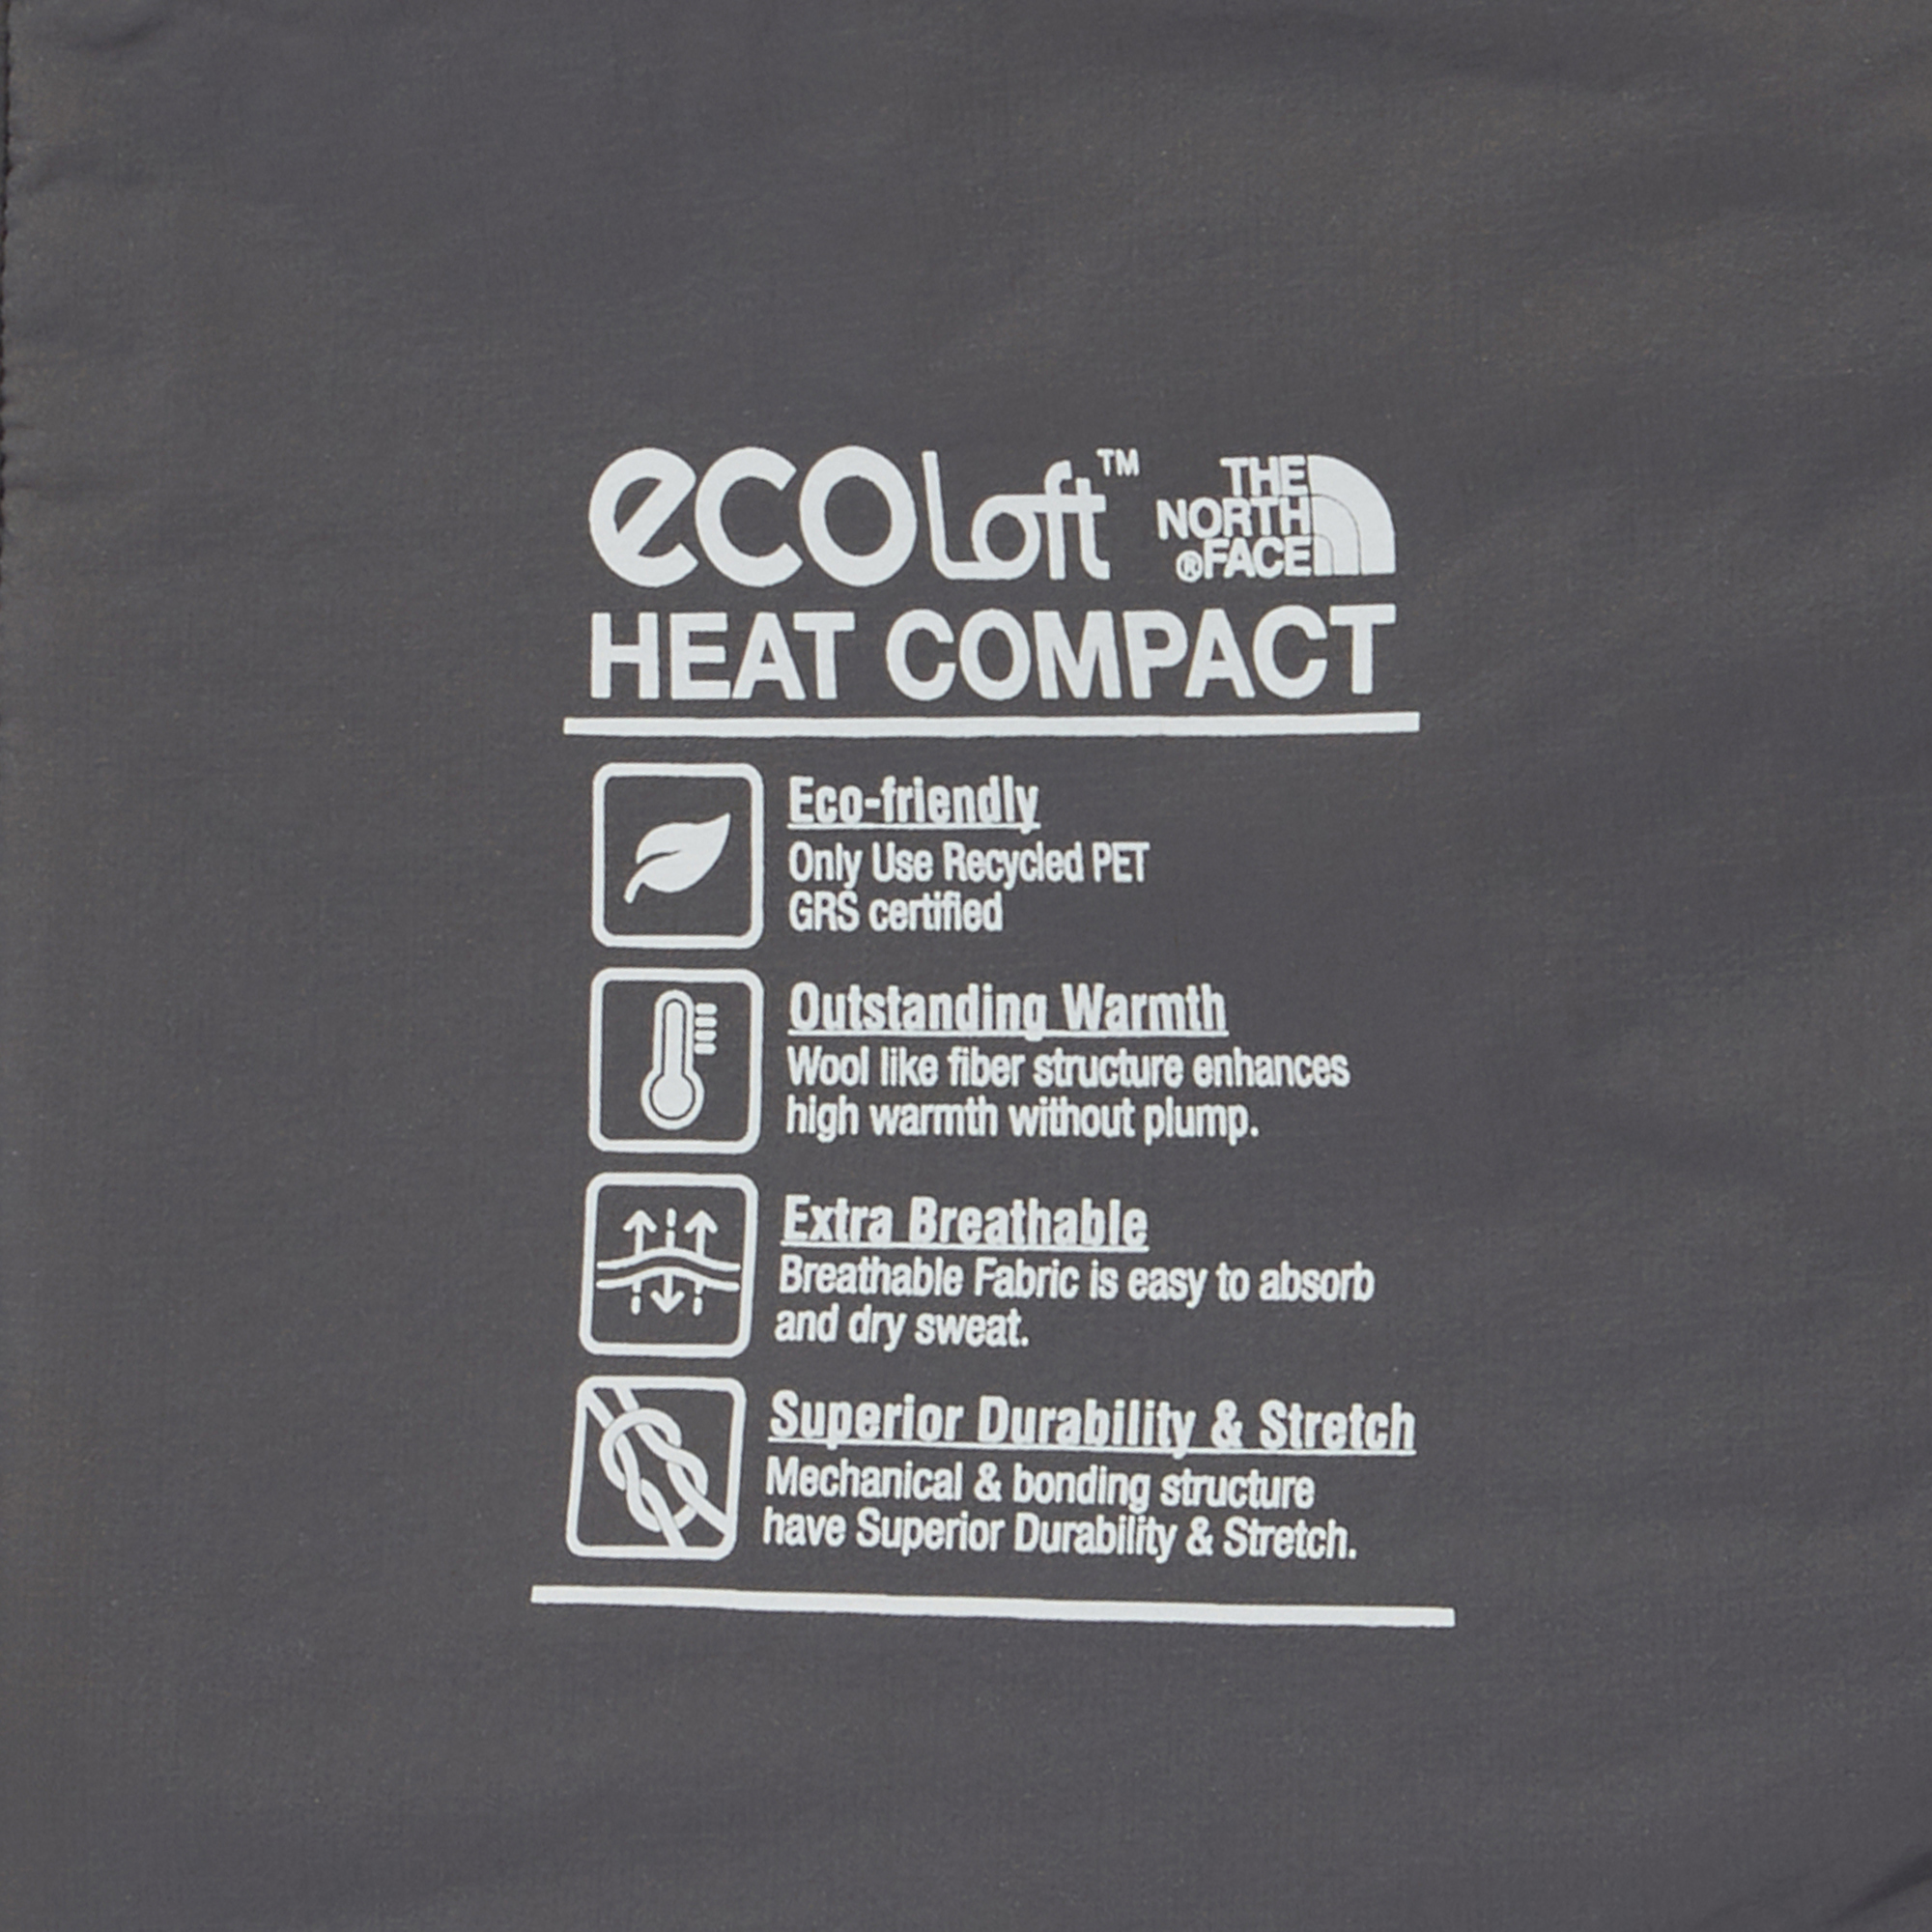 ecoLoft™ THE NORTH FACE®
HEAT COMPACT
Eco-friendly
Only Use Recycled PET
GRS certified
Outstanding Warmth
Wool like fiber structure enhances
high warmth without plump.
Extra Breathable
Breathable Fabric is easy to absorb
and dry sweat.
Superior Durability & Stretch
Mechanical & bonding structure
have Superior Durability & Stretch.